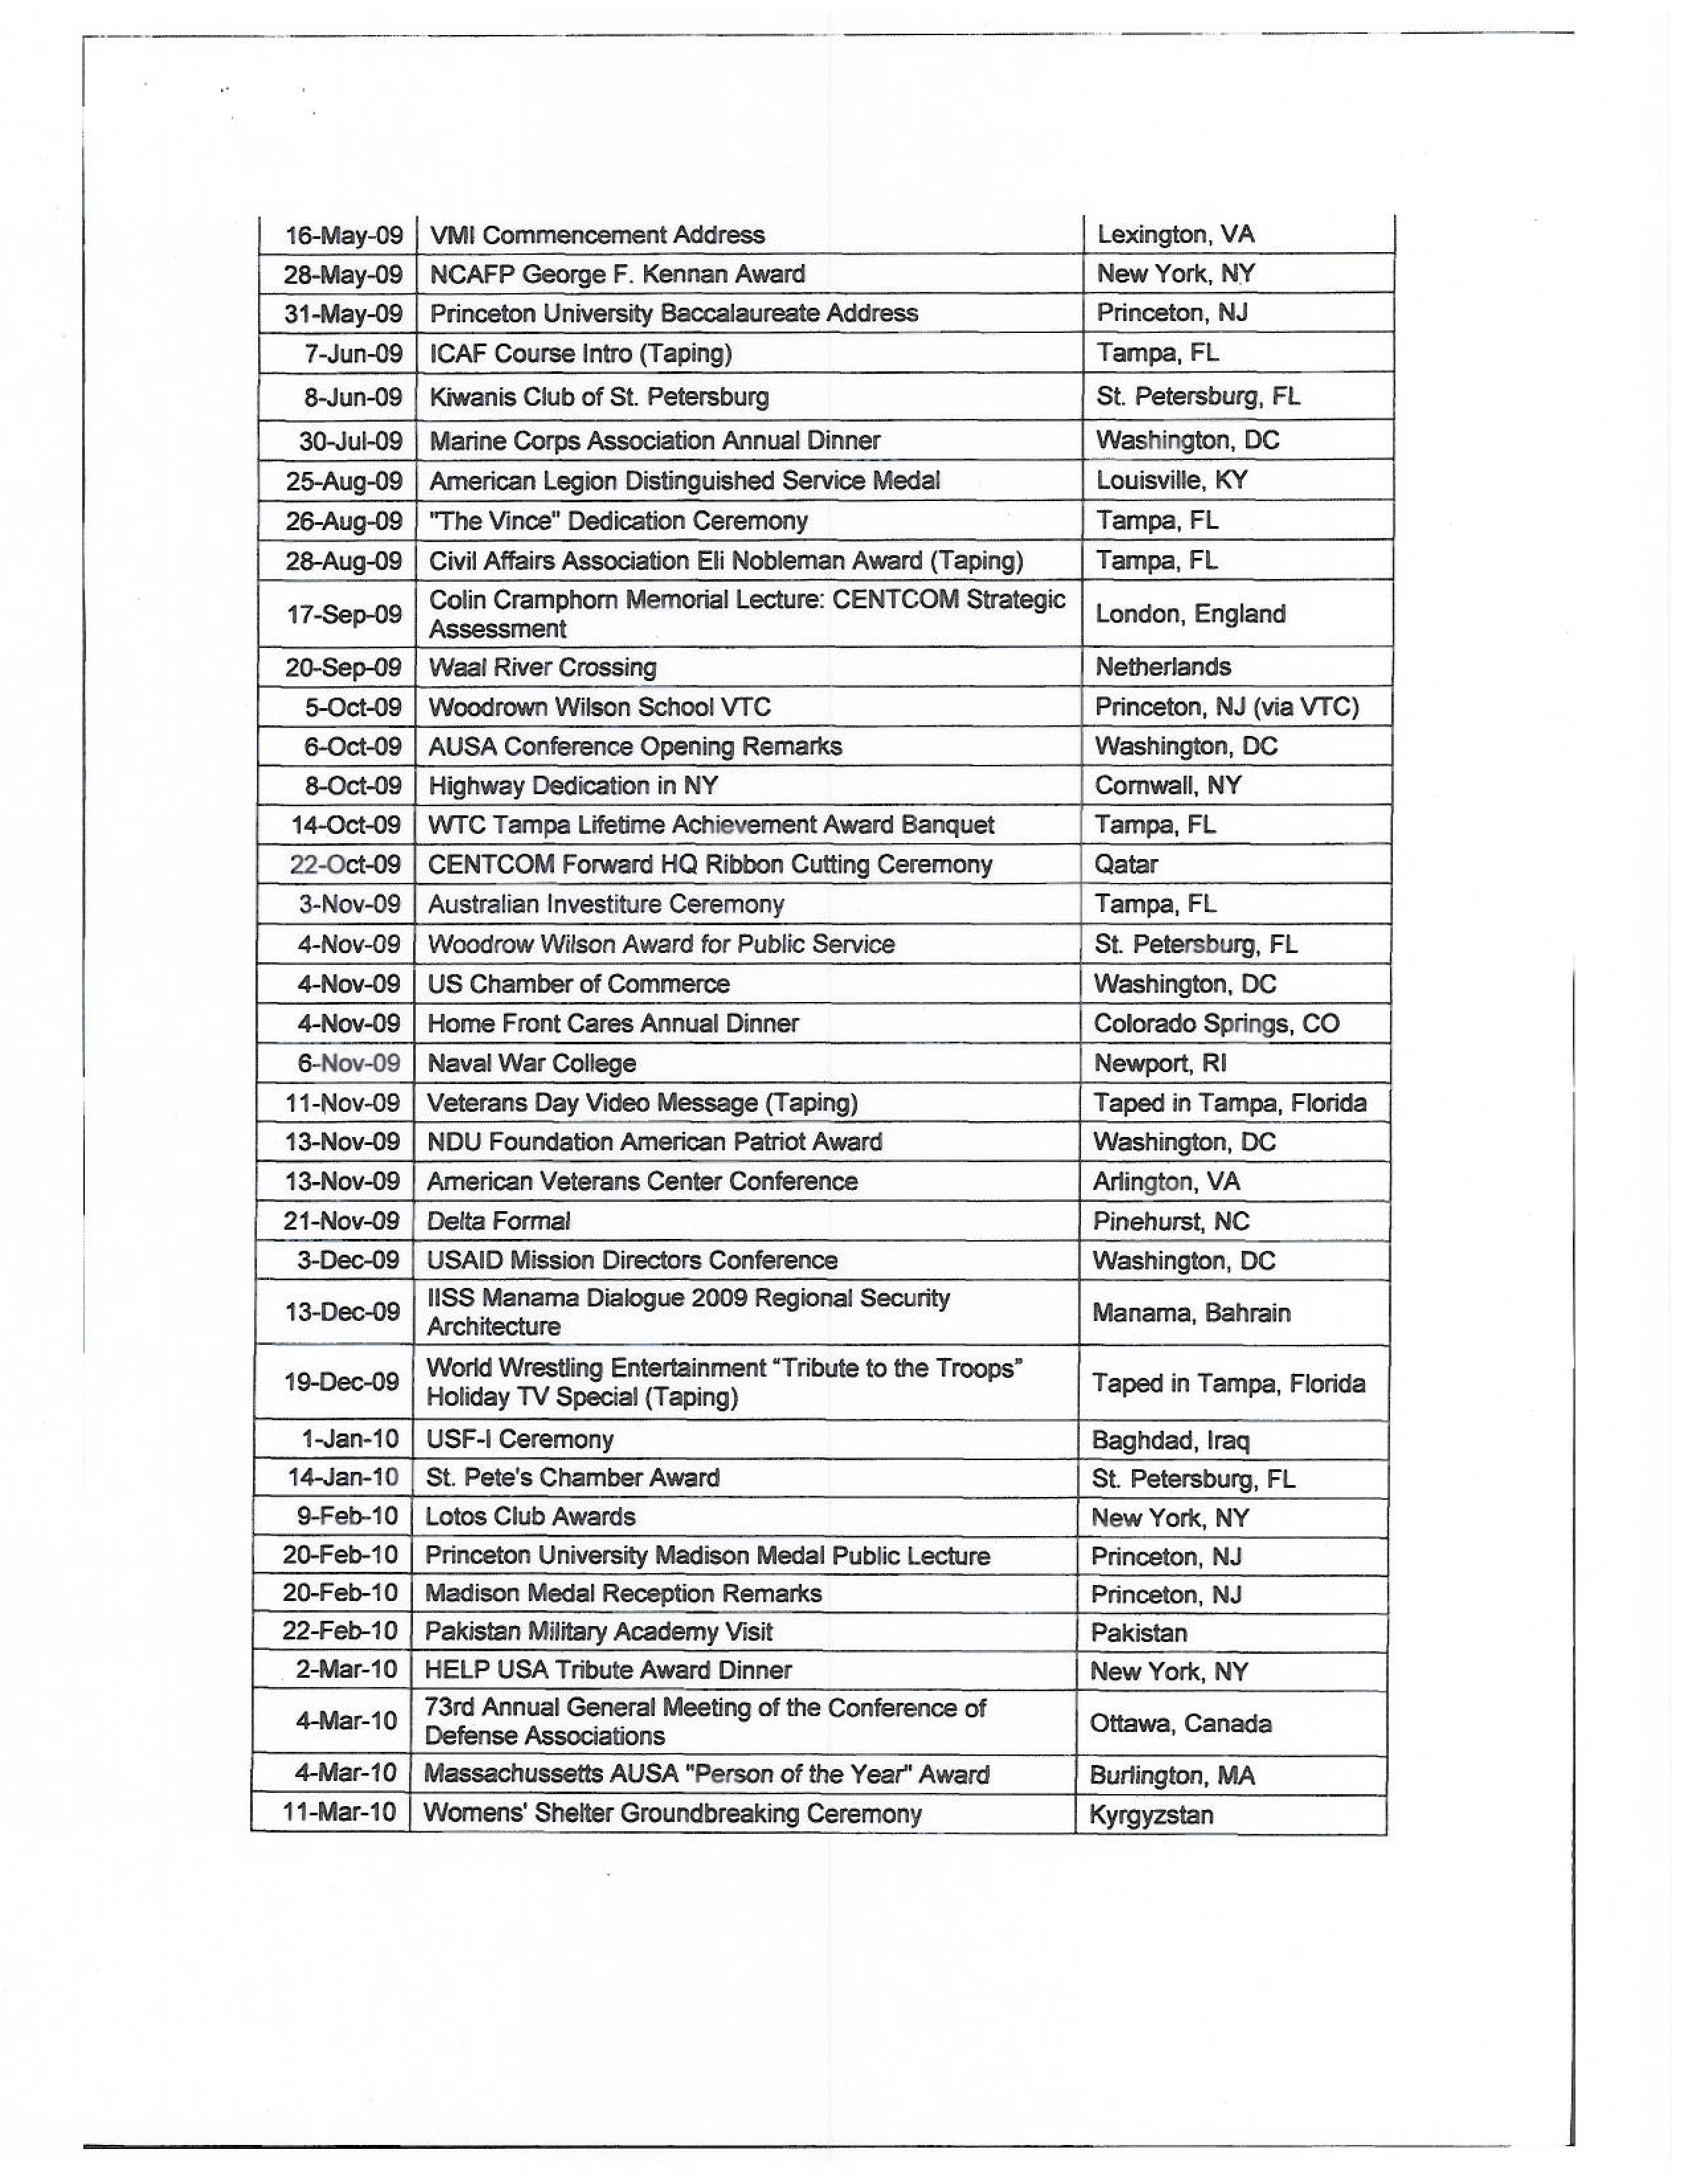 16-May-09 VMI Commencement Address Lexington, VA
28-May-09 NCAFP George F. Kennan Award New York, NY
31-May-09 Princeton University Baccalaureate Address Princeton, NJ
7-Jun-09 ICAF Course Intro (Taping) Tampa, FL
8-Jun-09 Kiwanis Club of St. Petersburg St. Petersburg, FL
30-Jul-09 Marine Corps Association Annual Dinner Washington, DC
25-Aug-09 American Legion Distinguished Service Medal Louisville, KY
26-Aug-09 "The Vince" Dedication Ceremony Tampa, FL
28-Aug-09 Civil Affairs Association Eli Nobleman Award (Taping) Tampa, FL
17-Sep-09 Colin Cramphorn Memorial Lecture: CENTCOM Strategic
Assessment London, England
20-Sep-09 Waal River Crossing Netherlands
5-Oct-09 Woodrown Wilson School VTC Princeton, NJ (via VTC)
6-Oct-09 AUSA Conference Opening Remarks Washington, DC
8-Oct-09 Highway Dedication in NY Cornwall, NY
14-Oct-09 WTC Tampa Lifetime Achievement Award Banquet Tampa, FL
22-Oct-09 CENTCOM Forward HQ Ribbon Cutting Ceremony Qatar
3-Nov-09 Australian Investiture Ceremony Tampa, FL
4-Nov-09 Woodrow Wilson Award for Public Service St. Petersburg, FL
4-Nov-09 US Chamber of Commerce Washington, DC
4-Nov-09 Home Front Cares Annual Dinner Colorado Springs, CO
6-Nov-09 Naval War College Newport, RI
11-Nov-09 Veterans Day Video Message (Taping) Taped in Tampa, Florida
13-Nov-09 NDU Foundation American Patriot Award Washington, DC
13-Nov-09 American Veterans Center Conference Arlington, VA
21-Nov-09 Delta Formal Pinehurst, NC
3-Dec-09 USAID Mission Directors Conference Washington, DC
13-Dec-09 IISS Manama Dialogue 2009 Regional Security
Architecture Manama, Bahrain
19-Dec-09 World Wrestling Entertainment “Tribute to the Troops”
Holiday TV Special (Taping) Taped in Tampa, Florida
1-Jan-10 USF-I Ceremony Baghdad, Iraq
14-Jan-10 St. Pete's Chamber Award St. Petersburg, FL
9-Feb-10 Lotos Club Awards New York, NY
20-Feb-10 Princeton University Madison Medal Public Lecture Princeton, NJ
20-Feb-10 Madison Medal Reception Remarks Princeton, NJ
22-Feb-10 Pakistan Military Academy Visit Pakistan
2-Mar-10 HELP USA Tribute Award Dinner New York, NY
4-Mar-10 73rd Annual General Meeting of the Conference of
Defense Associations Ottawa, Canada
4-Mar-10 Massachussetts AUSA "Person of the Year" Award Burlington, MA
11-Mar-10 Womens' Shelter Groundbreaking Ceremony Kyrgyzstan